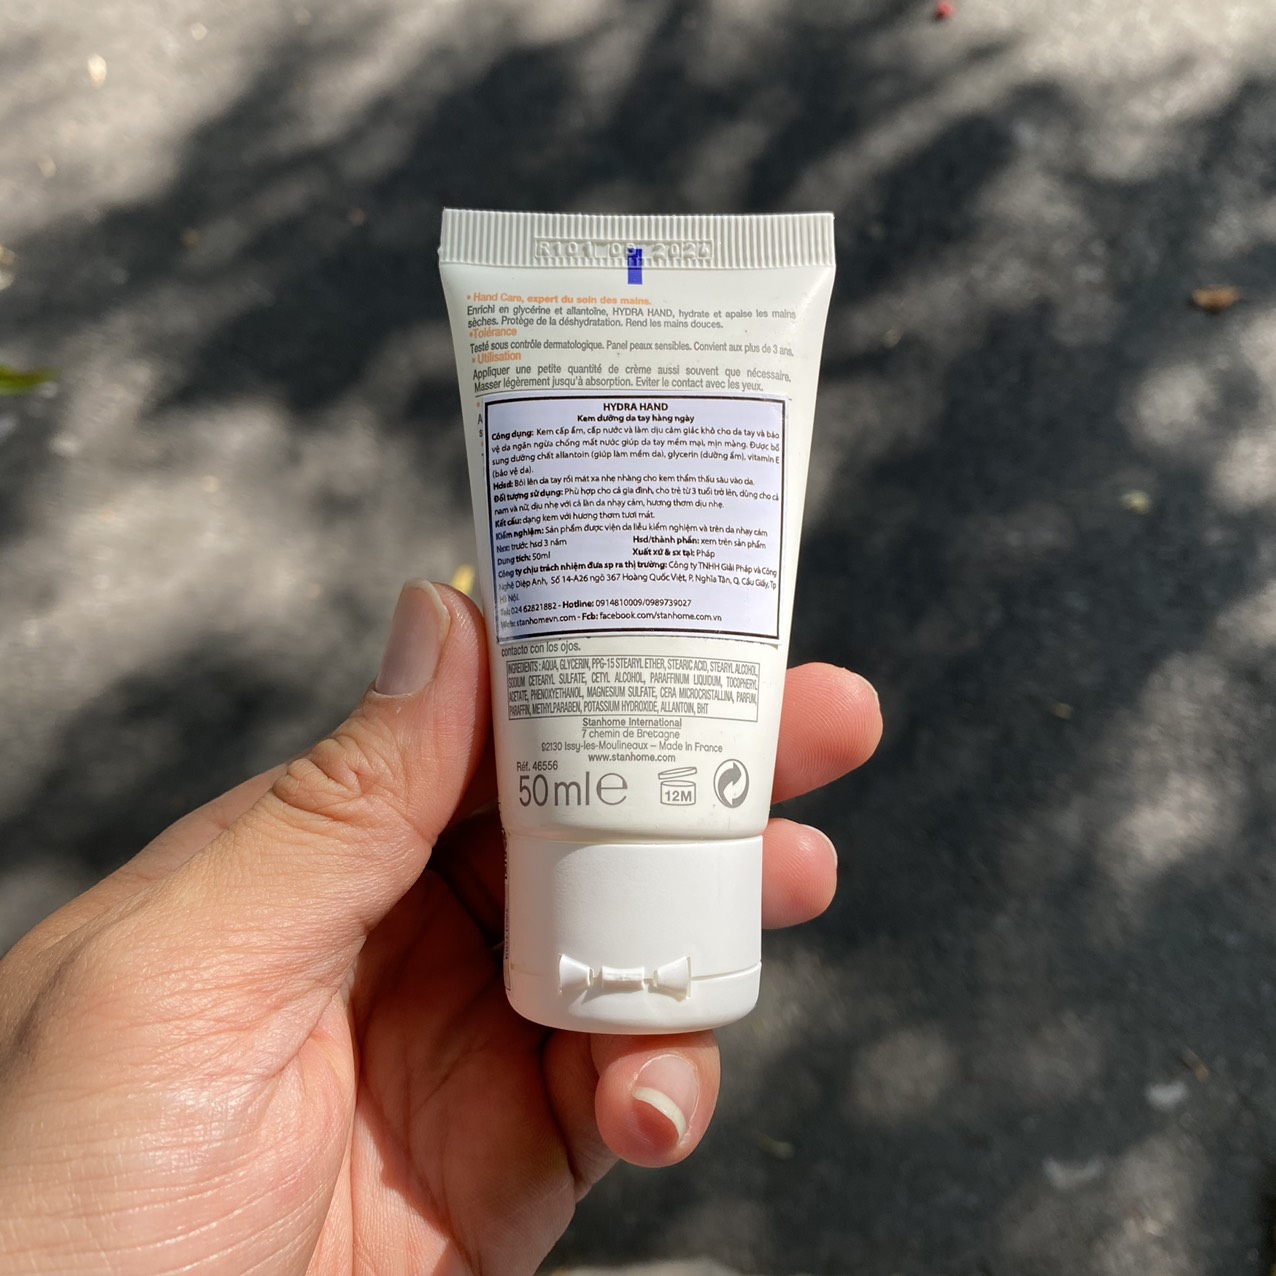 R101 09 2026
• Hand Care, expert du soin des mains.
Enrichi en glycérine et allantoïne, HYDRA HAND, hydrate et apaise les mains
sèches. Protège de la déshydratation. Rend les mains douces.
•Tolérance
Testé sous contrôle dermatologique. Panel peaux sensibles. Convient aux plus de 3 ans.
• Utilisation
Appliquer une petite quantité de crème aussi souvent que nécessaire.
Masser légèrement jusqu'à absorption. Eviter le contact avec les yeux.
HYDRA HAND
Kem dưỡng da tay hàng ngày
Công dụng: Kem cấp ẩm, cấp nước và làm dịu cảm giác khô cho da tay và bảo
vệ da ngăn ngừa chống mất nước giúp da tay mềm mại, mịn màng. Được bổ
sung dưỡng chất allantoin (giúp làm mềm da), glycerin (dưỡng ẩm), vitamin E
(bảo vệ da).
Hdsd: Bôi lên da tay rồi mát xa nhẹ nhàng cho kem thẩm thấu sâu vào da.
Đối tượng sử dụng: Phù hợp cho cả gia đình, cho trẻ từ 3 tuổi trở lên, dùng cho cả
nam và nữ, dịu nhẹ với cả làn da nhạy cảm, hương thơm dịu nhẹ.
Kết cấu: dạng kem với hương thơm tươi mát.
Kiểm nghiệm: Sản phẩm được viện da liễu kiểm nghiệm và trên da nhạy cảm
Nsx: trước hsd 3 năm Hsd/thành phần: xem trên sản phẩm
Dung tích: 50ml Xuất xứ & sx tại: Pháp
Công ty chịu trách nhiệm đưa sp ra thị trường: Công ty TNHH Giải Pháp và Công
Nghệ Diệp Anh, Số 14-A26 ngõ 367 Hoàng Quốc Việt, P. Nghĩa Tân, Q. Cầu Giấy, Tp
Hà Nội.
Tel: 024 62821882 - Hotline: 0914810009/0989739027
Web: stanhomevn.com - Fcb: facebook.com/stanhome.com.vn
contacto con los ojos.
INGREDIENTS : AQUA, GLYCERIN, PPG-15 STEARYL ETHER, STEARIC ACID, STEARYL ALCOHOL,
SODIUM CETEARYL SULFATE, CETYL ALCOHOL, PARAFFINUM LIQUIDUM, TOCOPHERYL
ACETATE, PHENOXYETHANOL, MAGNESIUM SULFATE, CERA MICROCRISTALLINA, PARFUM,
PARAFFIN, METHYLPARABEN, POTASSIUM HYDROXIDE, ALLANTOIN, BHT
Stanhome International
7 chemin de Bretagne
92130 Issy-les-Moulineaux – Made in France
www.stanhome.com
Réf. 46556
50ml℮ 12M